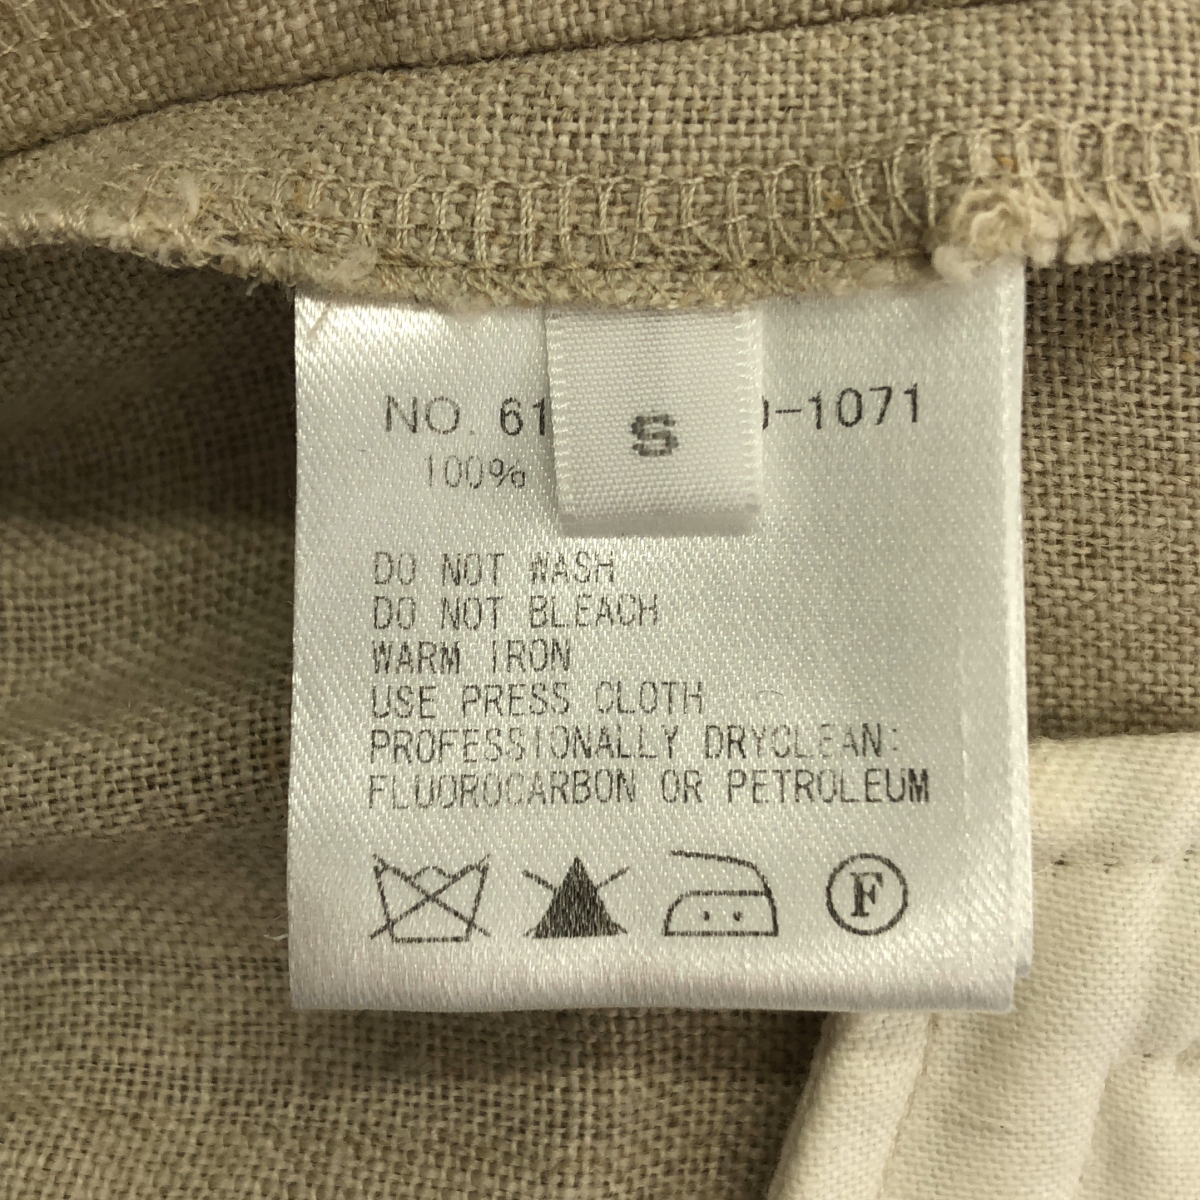 NO. 61 -1071
S
100%
DO NOT WASH
DO NOT BLEACH
WARM IRON
USE PRESS CLOTH
PROFESSIONALLY DRYCLEAN:
FLUOROCARBON OR PETROLEUM
F